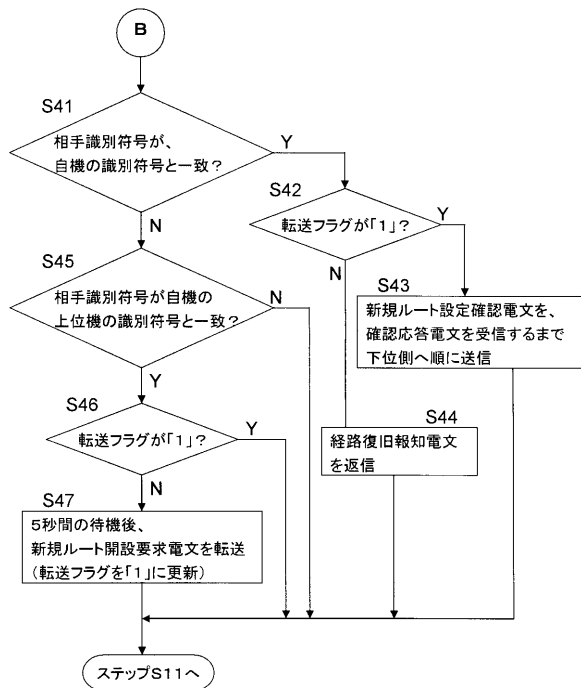 B
S41
相手識別符号が、
自機の識別符号と一致?
Y
N
S42
転送フラグが「1」?
Y
N
S43
新規ルート設定確認電文を、
確認応答電文を受信するまで
下位側へ順に送信
S44
経路復旧報知電文
を返信
S45
相手識別符号が自機の
上位機の識別符号と一致?
N
Y
S46
転送フラグが「1」?
Y
N
S47
5秒間の待機後、
新規ルート開設要求電文を転送
(転送フラグを「1」に更新)
ステップS11へ